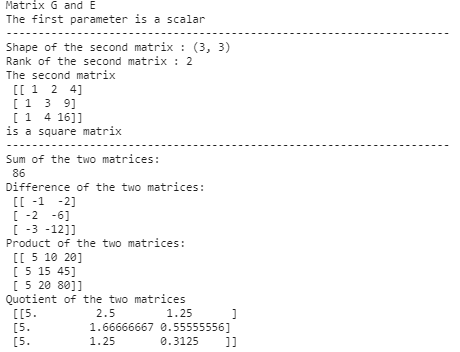 Matrix G and E
The first parameter is a scalar
----------------------------------------------------------------------
Shape of the second matrix : (3, 3)
Rank of the second matrix : 2
The second matrix
[[ 1  2  4]
[ 1  3  9]
[ 1  4 16]]
is a square matrix
----------------------------------------------------------------------
Sum of the two matrices:
86
Difference of the two matrices:
[[ -1  -2]
[ -2  -6]
[ -3 -12]]
Product of the two matrices:
[[ 5 10 20]
[ 5 15 45]
[ 5 20 80]]
Quotient of the two matrices
[[5.         2.5        1.25      ]
[5.         1.66666667 0.55555556]
[5.         1.25       0.3125    ]]